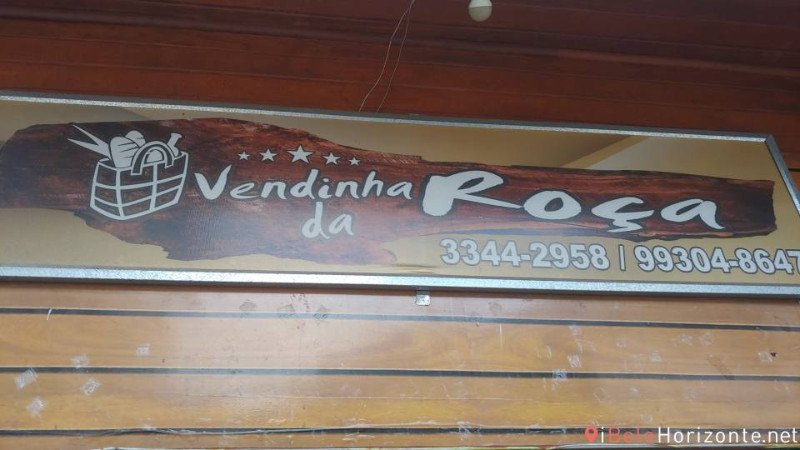 Vendinha
da Roça
3344-2958 | 99304-8647
iBeloHorizonte.net